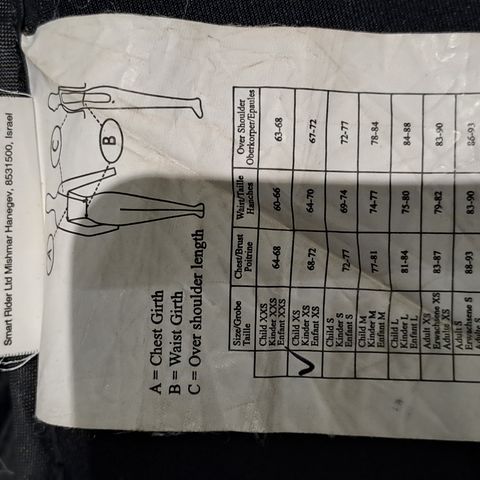 Smart Rider Ltd Mishmar Hanegev, 8531500, Israel
A
B
C
A = Chest Girth
B = Waist Girth
C = Over shoulder length
Size/Grobe Taille
Chest/Brust Poitrine
Waist/Taille Hanches
Over Shoulder Oberkorper/Epaules
Child XXS
Kinder XXS
Enfant XXS
64-68
60-66
63-68
Child XS
Kinder XS
Enfant XS
68-72
64-70
67-72
Child S
Kinder S
Enfant S
72-77
69-74
72-77
Child M
Kinder M
Enfant M
77-81
74-77
78-84
Child L
Kinder L
Enfant L
81-84
75-80
84-88
Adult XS
Erwachsene XS
Adulte XS
83-87
79-82
83-90
Adult S
Erwachsene S
Adulte S
88-93
83-90
86-93